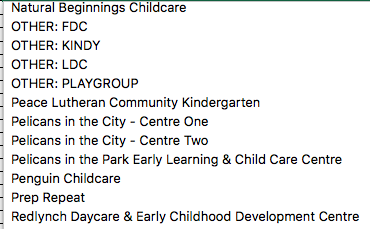 Natural Beginnings Childcare
OTHER: FDC
OTHER: KINDY
OTHER: LDC
OTHER: PLAYGROUP
Peace Lutheran Community Kindergarten
Pelicans in the City - Centre One
Pelicans in the City - Centre Two
Pelicans in the Park Early Learning & Child Care Centre
Penguin Childcare
Prep Repeat
Redlynch Daycare & Early Childhood Development Centre